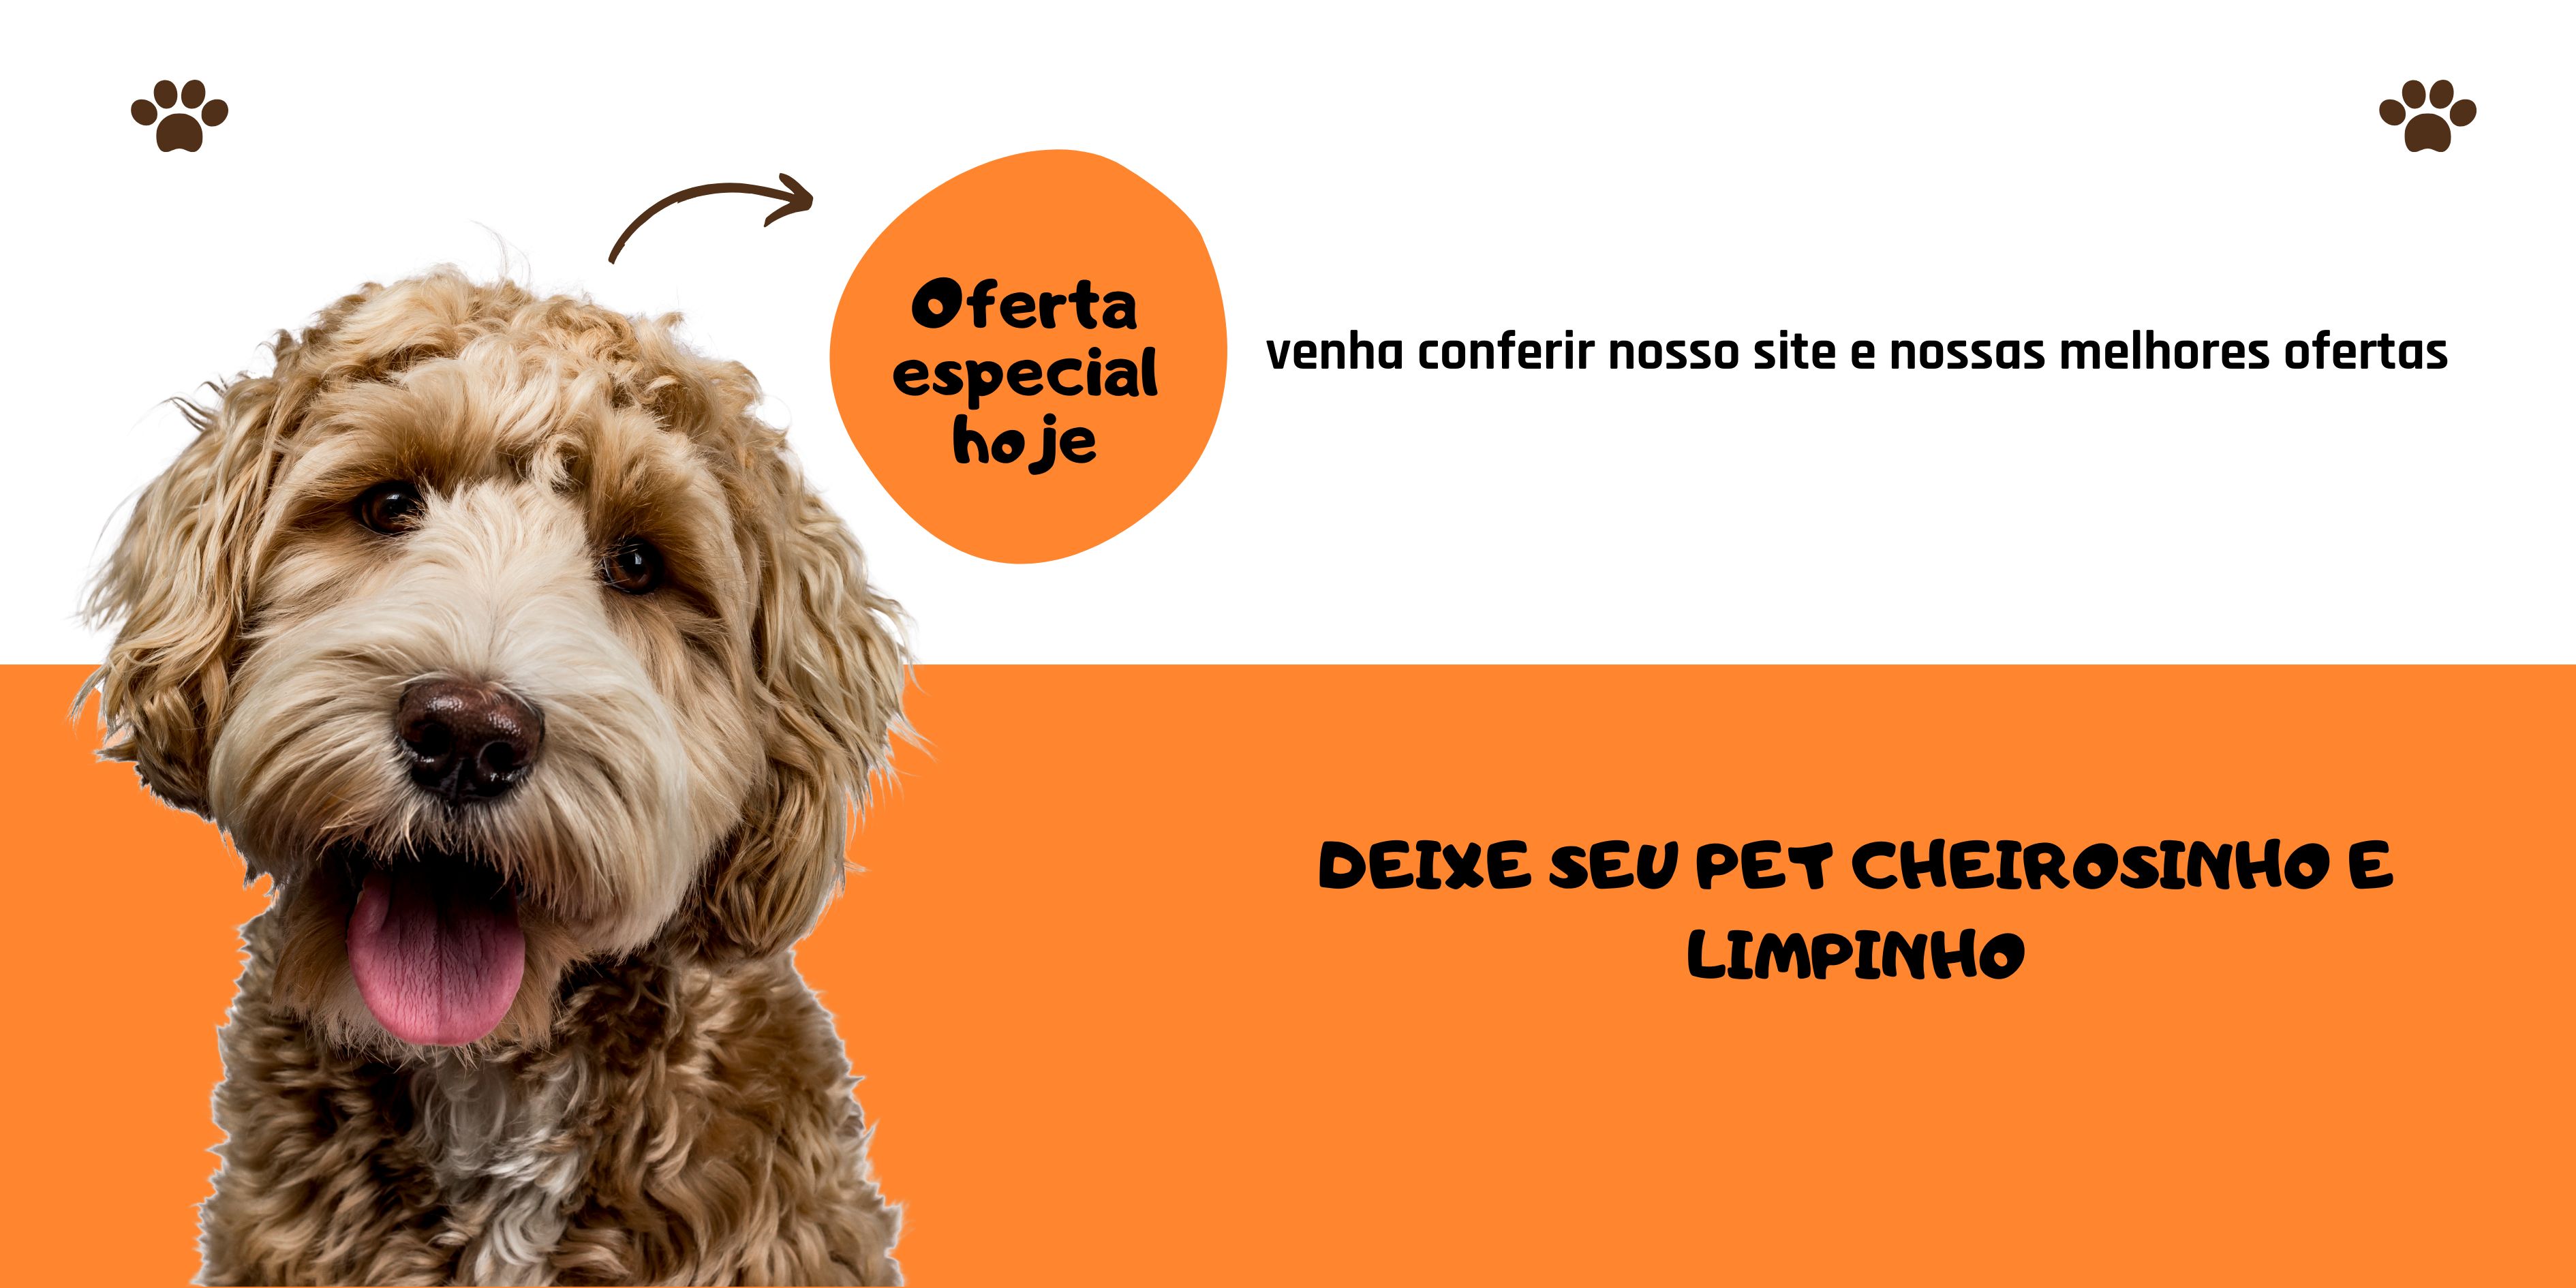 Oferta
especial
hoje
venha conferir nosso site e nossas melhores ofertas
DEIXE SEU PET CHEIROSINHO E
LIMPINHO